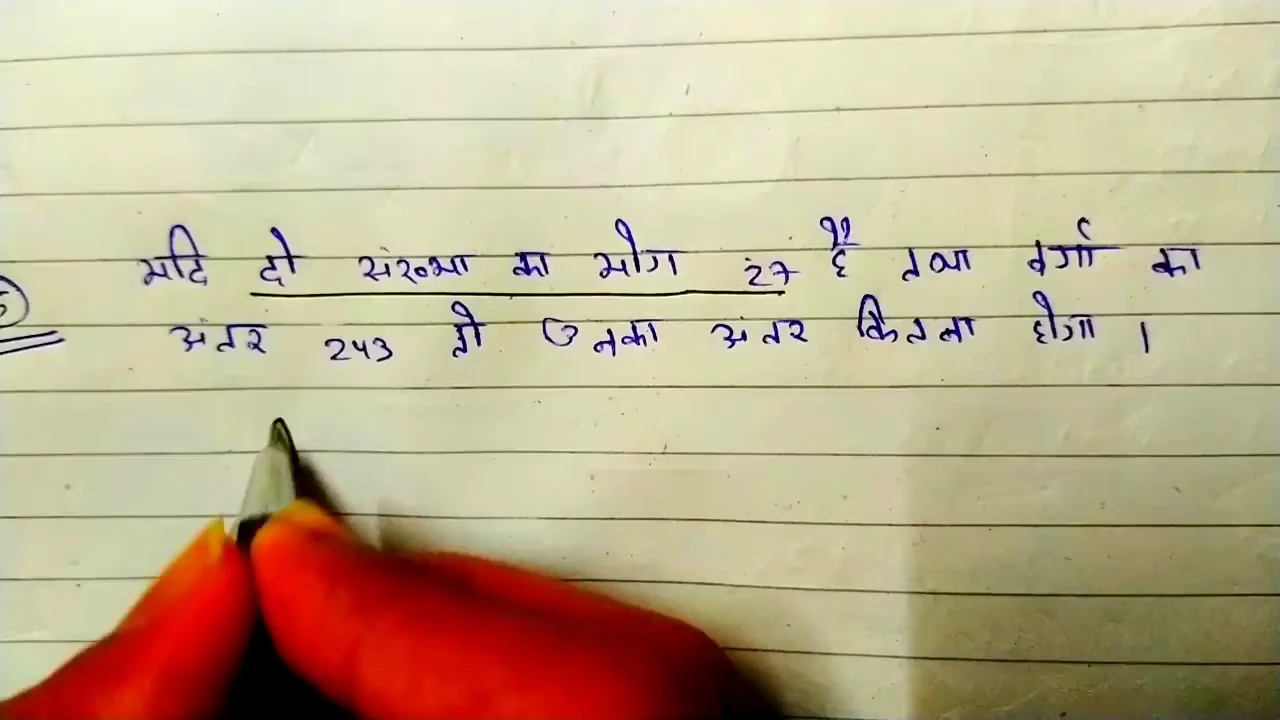 यदि दो संख्या का योग 27 है तथा वर्गो का
अंतर 243 तो उनका अंतर कितना होगा ।